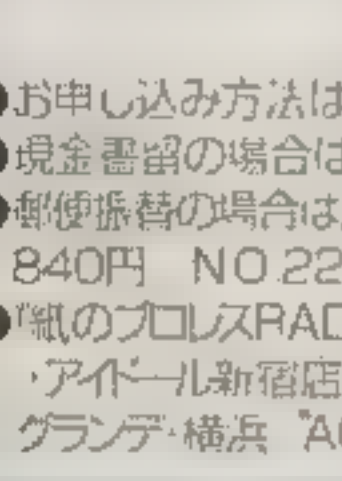 ●お申し込み方法は
●現金書留の場合は
●郵便振替の場合は
840円 NO.22
●『紙のプロレスRAD
・アイドール新宿店
グランデ・横浜 "A